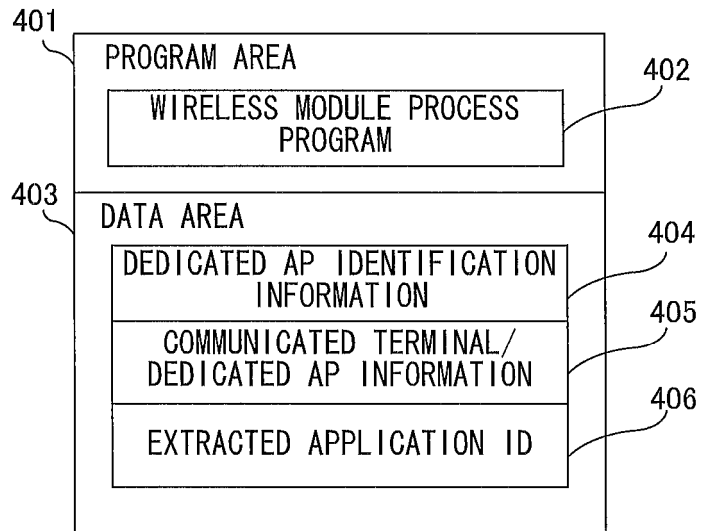 401
PROGRAM AREA
402
WIRELESS MODULE PROCESS
PROGRAM
403
DATA AREA
404
DEDICATED AP IDENTIFICATION
INFORMATION
405
COMMUNICATED TERMINAL/
DEDICATED AP INFORMATION
406
EXTRACTED APPLICATION ID